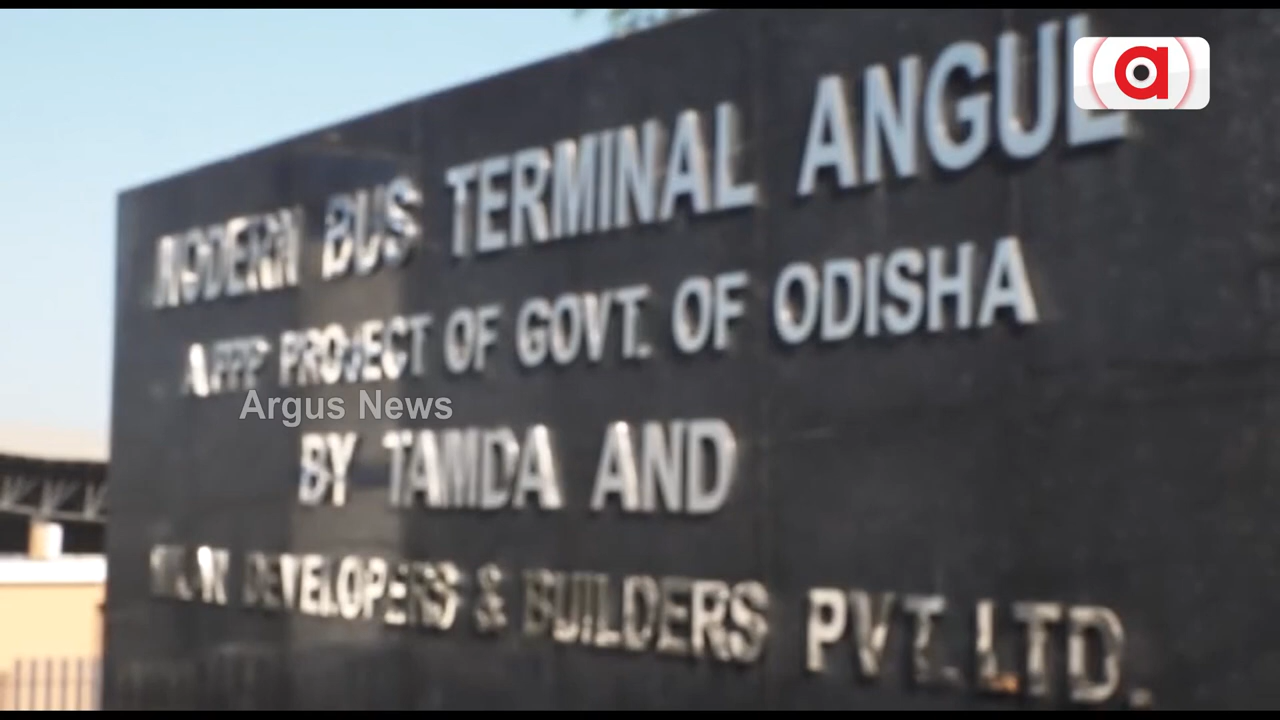 MODERN BUS TERMINAL ANGUL
A PPP PROJECT OF GOVT. OF ODISHA
Argus News
BY TAMDA AND
DEVELOPERS & BUILDERS PVT. LTD.